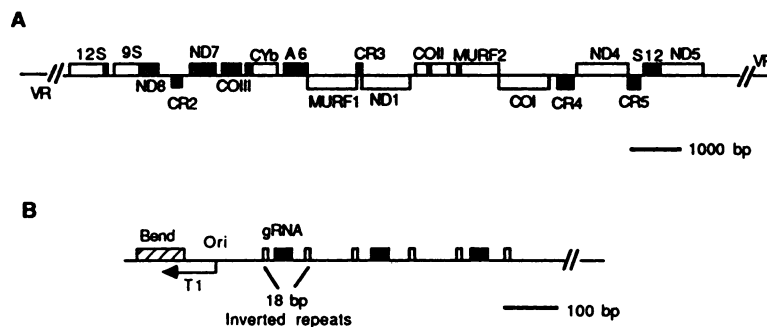 A
12S 9S ND7 CYb A6 CR3 COII MURF2 ND4 S12 ND5
VR ND8 CR2 COIII MURF1 ND1 COI CR4 CR5 VR
1000 bp
B
Bend Ori gRNA
T1
18 bp
Inverted repeats
100 bp